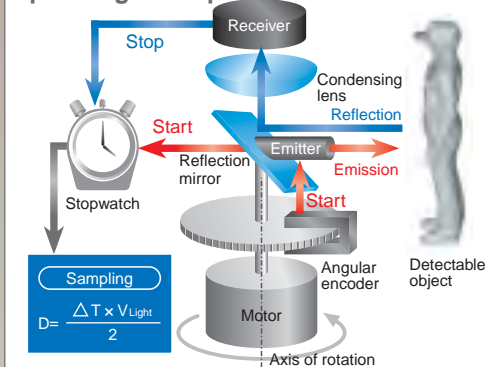 Receiver
Stop
Condensing
lens
Reflection
Start
Emitter
Reflection
mirror
Emission
Stopwatch
Start
Sampling
Angular
encoder
Detectable
object
D= △T × VLight
2
Motor
Axis of rotation